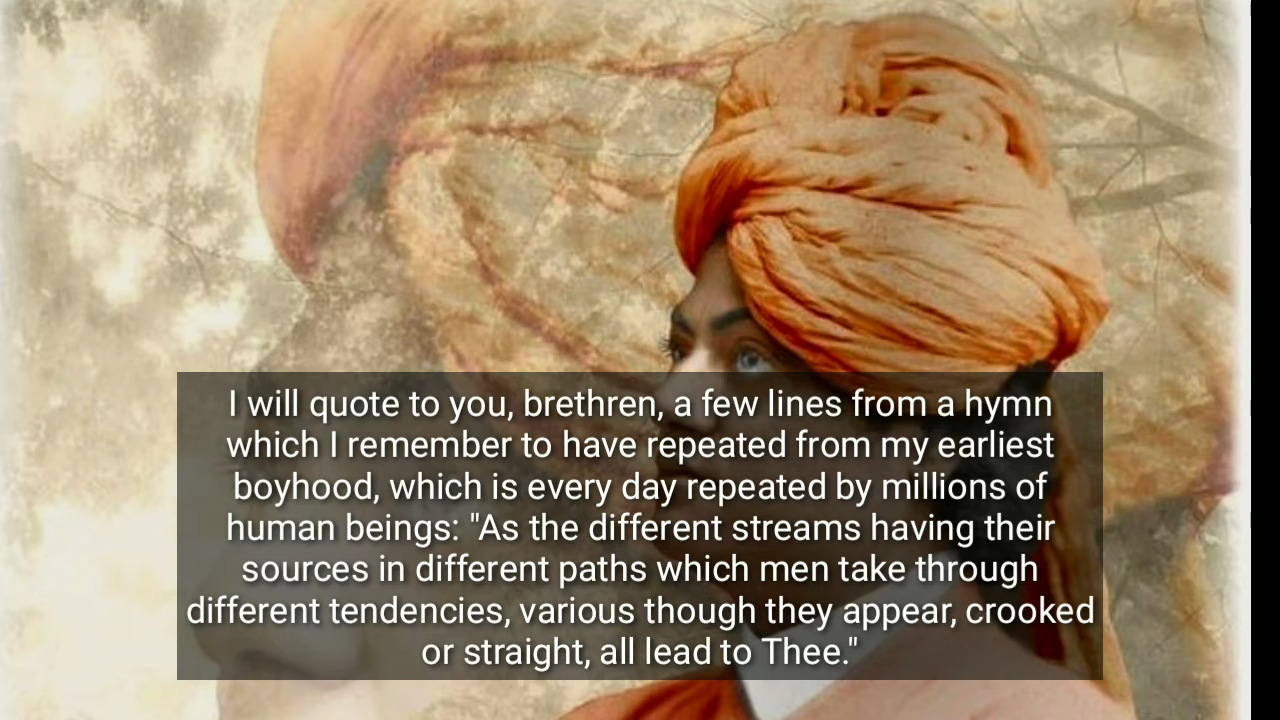 I will quote to you, brethren, a few lines from a hymn
which I remember to have repeated from my earliest
boyhood, which is every day repeated by millions of
human beings: "As the different streams having their
sources in different paths which men take through
different tendencies, various though they appear, crooked
or straight, all lead to Thee."